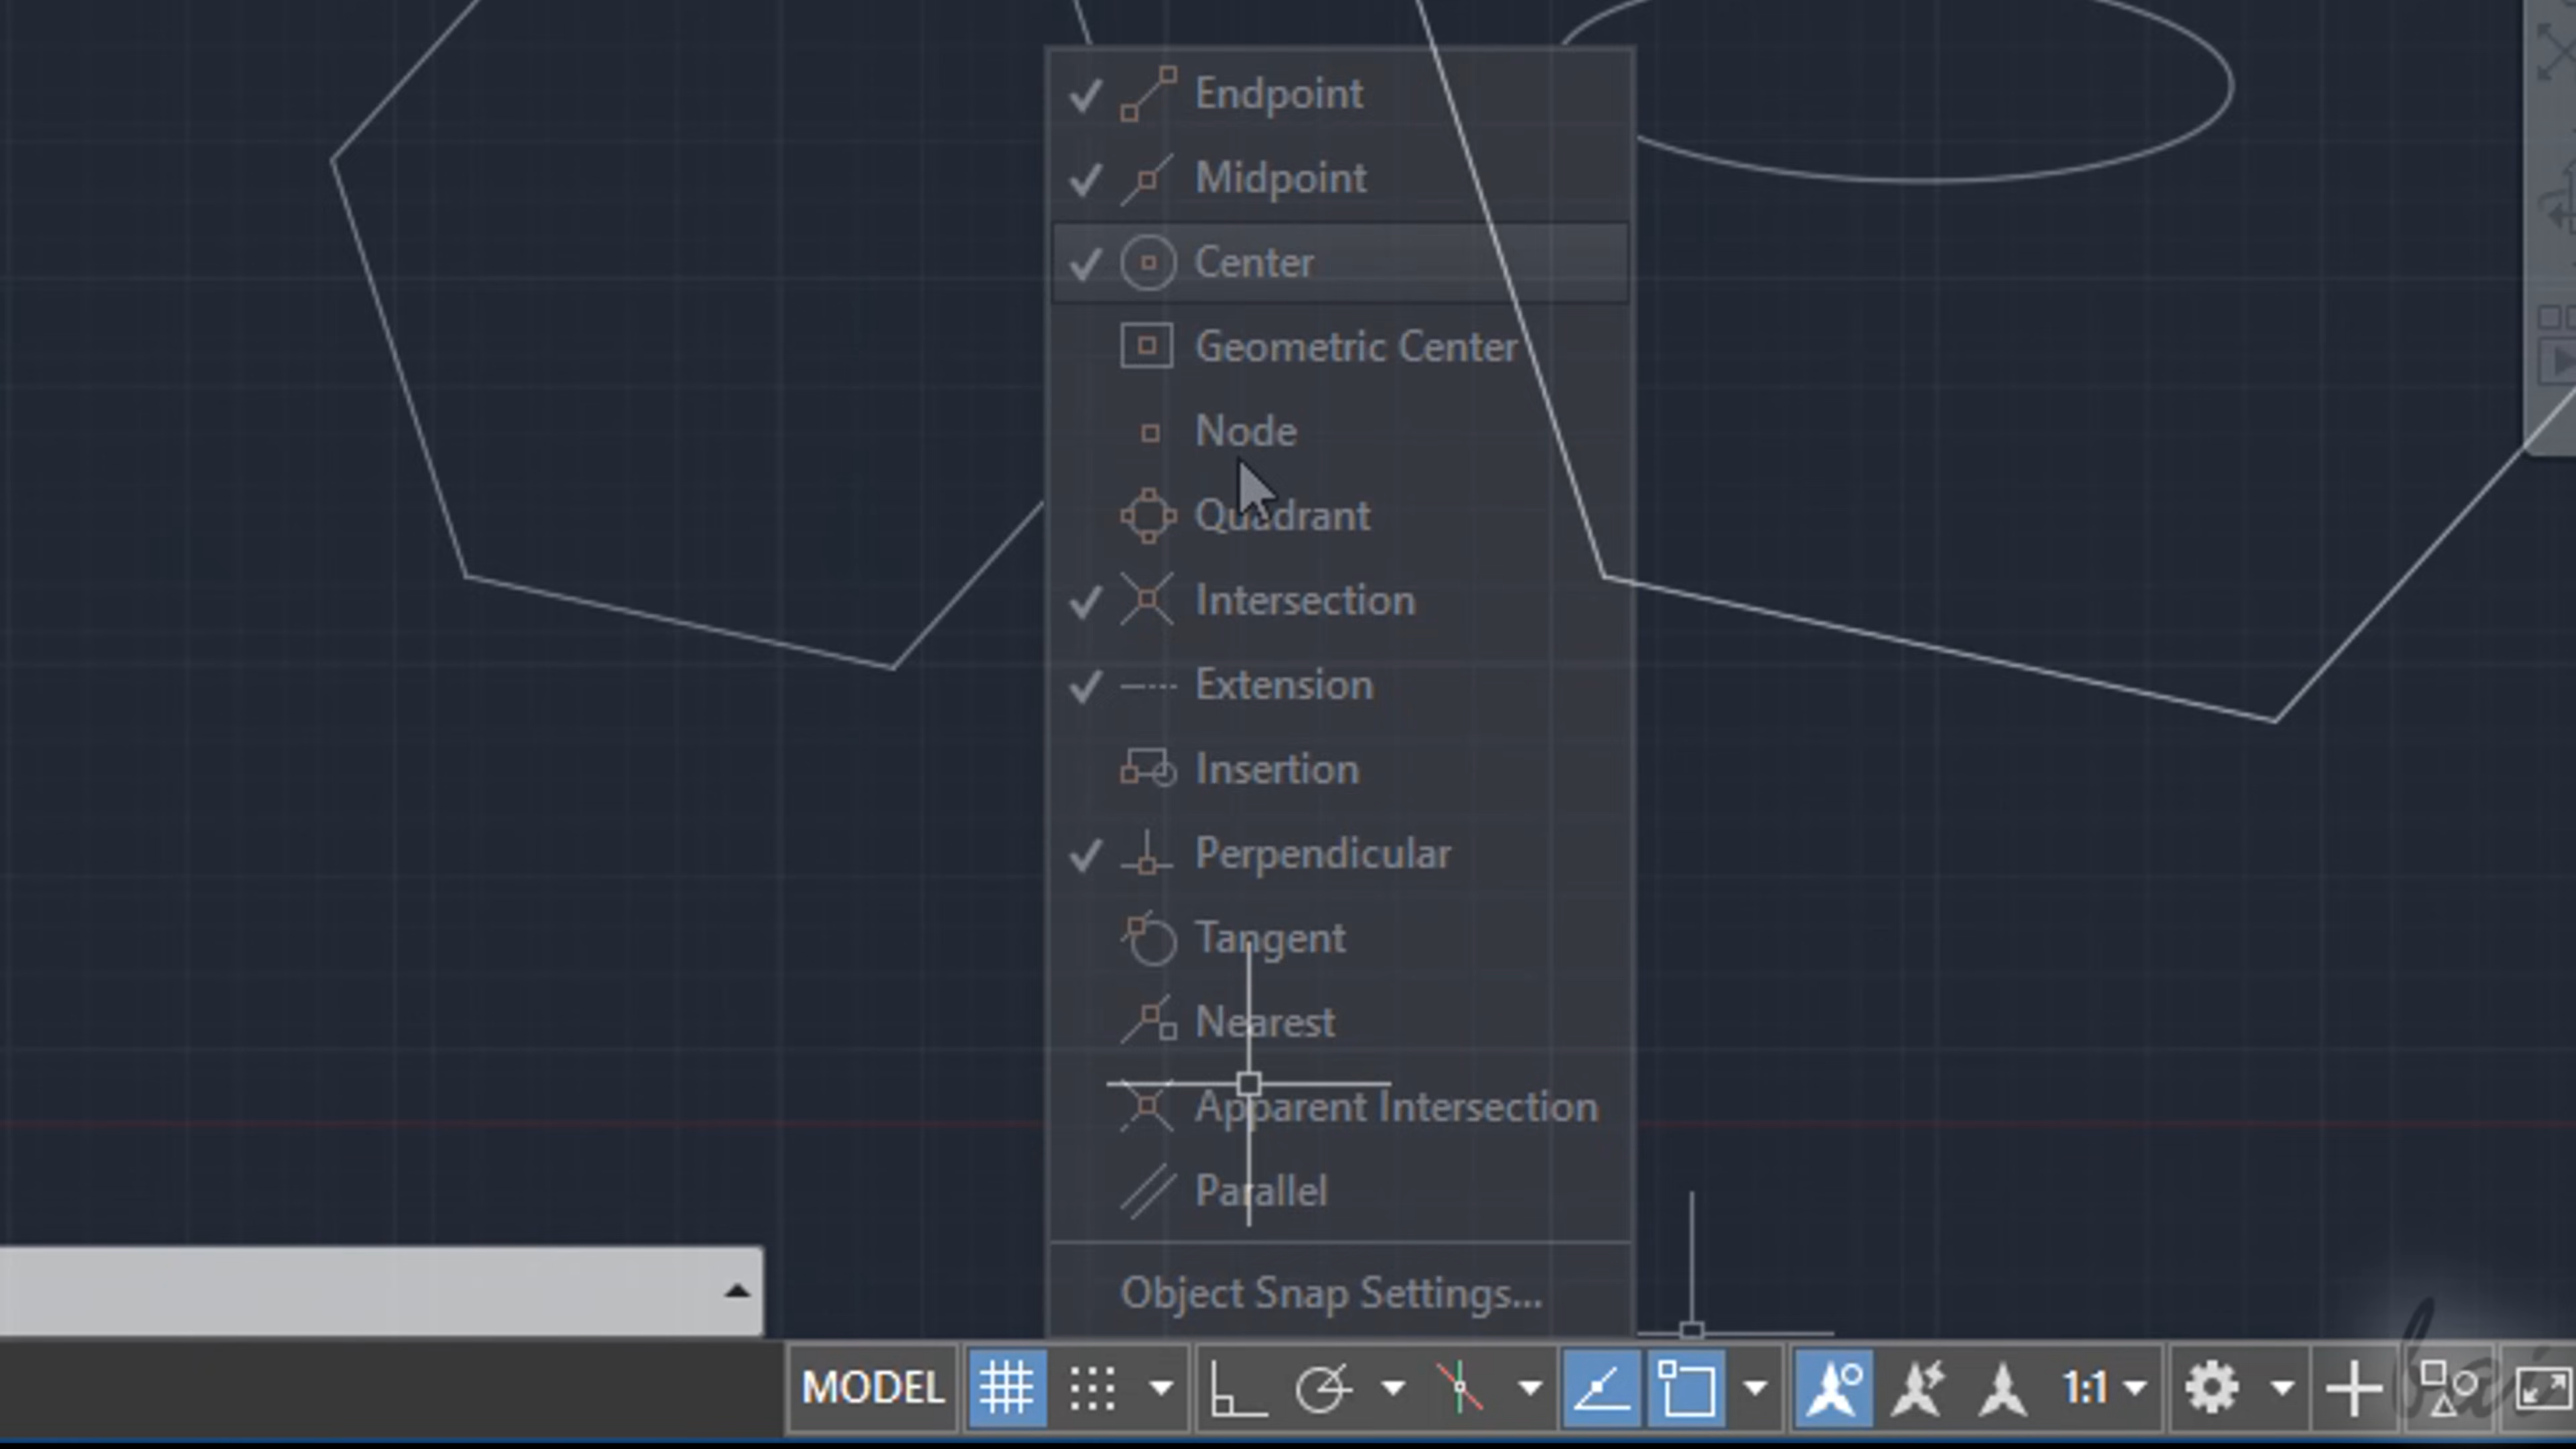 Endpoint
Midpoint
Center
Geometric Center
Node
Quadrant
Intersection
Extension
Insertion
Perpendicular
Tangent
Nearest
Apparent Intersection
Parallel
Object Snap Settings...
MODEL
1:1